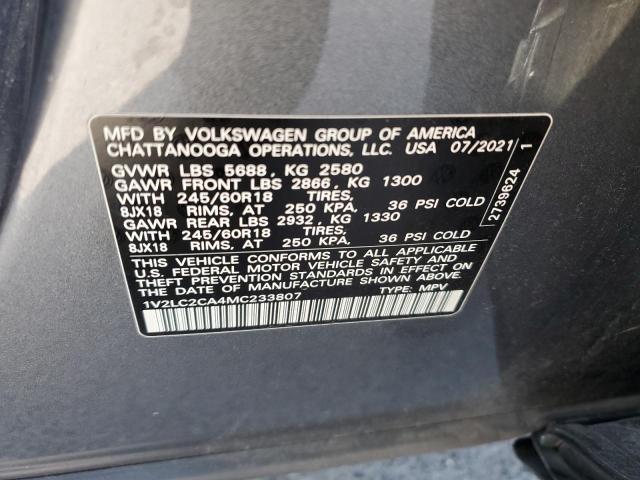 MFD BY VOLKSWAGEN GROUP OF AMERICA
CHATTANOOGA OPERATIONS, LLC. USA 07/2021
GVWR LBS 5688, KG 2580
GAWR FRONT LBS 2866, KG 1300
WITH 245/60R18 TIRES,
8JX18 RIMS, AT 250 KPA, 36 PSI COLD
GAWR REAR LBS 2932, KG 1330
WITH 245/60R18 TIRES,
8JX18 RIMS, AT 250 KPA, 36 PSI COLD
THIS VEHICLE CONFORMS TO ALL APPLICABLE
U.S. FEDERAL MOTOR VEHICLE SAFETY AND
THEFT PREVENTION STANDARDS IN EFFECT ON
THE DATE OF MANUFACTURE SHOWN ABOVE.
1V2LC2CA4MC233807 TYPE: MPV
2739624 1